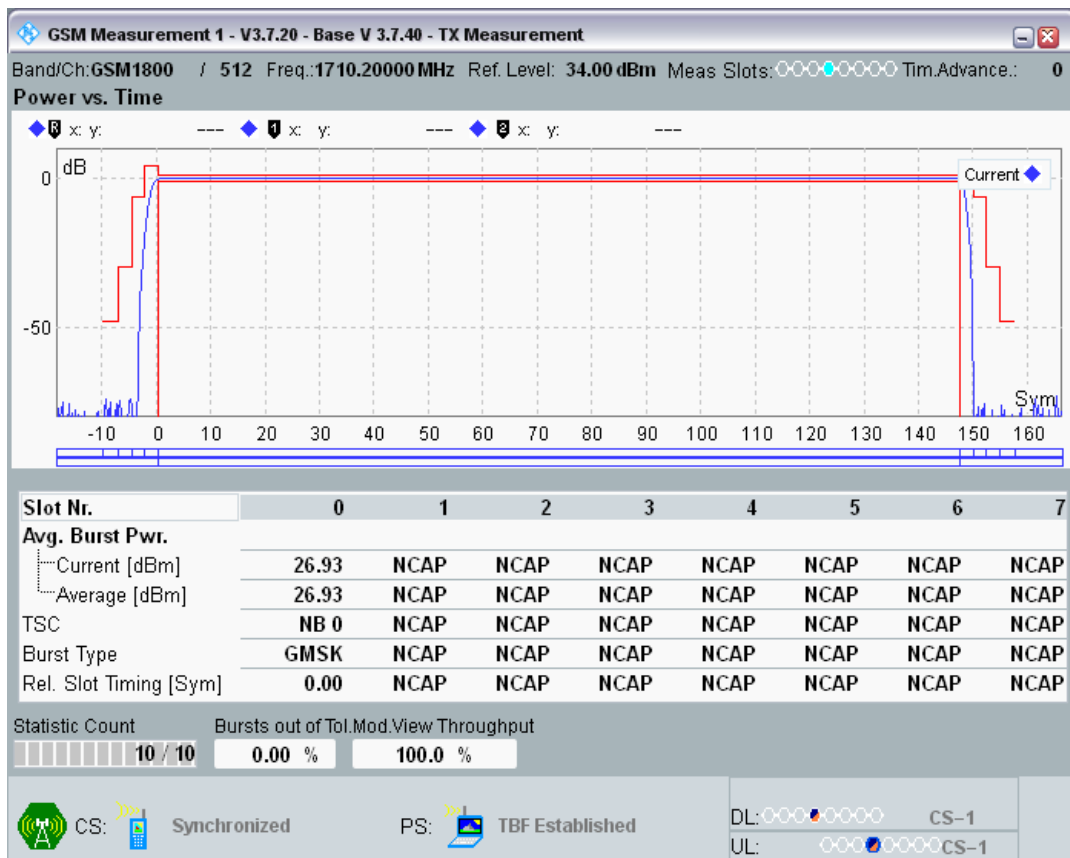 GSM Measurement 1 - V3.7.20 - Base V 3.7.40 - TX Measurement
Band/Ch:GSM1800 / 512 Freq.:1710.20000 MHz Ref. Level: 34.00 dBm Meas Slots: Tim.Advance.: 0
Power vs. Time
R x: y: --- 1 x: y: --- 2 x: y: ---
dB
Current
0
-50
Sym
-10 0 10 20 30 40 50 60 70 80 90 100 110 120 130 140 150 160
Slot Nr. 0 1 2 3 4 5 6 7
Avg. Burst Pwr.
Current [dBm] 26.93 NCAP NCAP NCAP NCAP NCAP NCAP NCAP
Average [dBm] 26.93 NCAP NCAP NCAP NCAP NCAP NCAP NCAP
TSC NB 0 NCAP NCAP NCAP NCAP NCAP NCAP NCAP
Burst Type GMSK NCAP NCAP NCAP NCAP NCAP NCAP NCAP
Rel. Slot Timing [Sym] 0.00 NCAP NCAP NCAP NCAP NCAP NCAP NCAP
Statistic Count Bursts out of Tol. Mod.View Throughput
10 / 10 0.00 % 100.0 %
CS: Synchronized PS: TBF Established
DL: CS-1
UL: CS-1